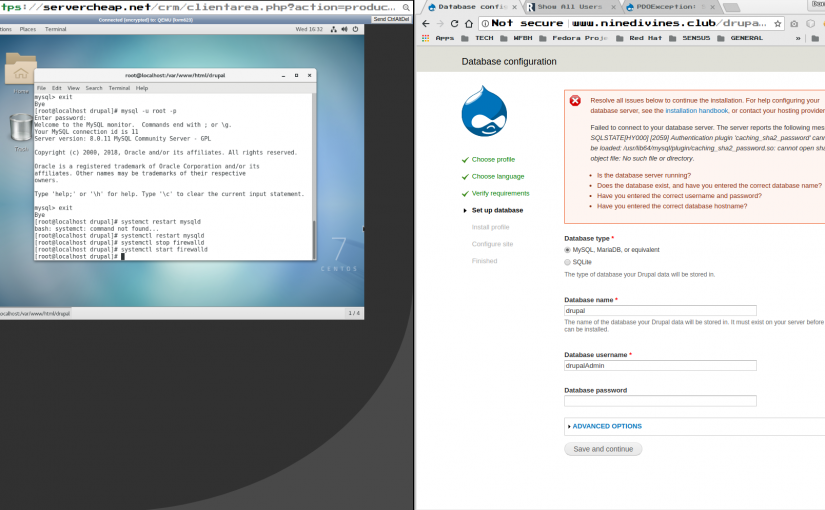 tps://servercheap.net/crm/clientarea.php?action=produc...
Connected (encrypted) to: QEMU
Send CtrlAltDel
tions Places Terminal
Wed 16:32
Home
Trash
root@localhost:/var/www/html/drupal
File Edit View Search Terminal Help
mysql> exit
Bye
[root@localhost drupal]# mysql -u root -p
Enter password:
Welcome to the MySQL monitor. Commands end with ; or \g.
Your MySQL connection id is 11
Server version: 8.0.11 MySQL Community Server - GPL
Copyright (c) 2000, 2018, Oracle and/or its affiliates. All rights reserved.
Oracle is a registered trademark of Oracle Corporation and/or its
affiliates. Other names may be trademarks of their respective
owners.
Type 'help;' or '\h' for help. Type '\c' to clear the current input statement.
mysql> exit
Bye
[root@localhost drupal]# systemct restart mysqld
bash: systemct: command not found...
[root@localhost drupal]# systemctl restart mysqld
[root@localhost drupal]# systemctl stop firewalld
[root@localhost drupal]# systemctl start firewalld
[root@localhost drupal]#
7
CENTOS
ocalhost:/var/www/html/drupal
1 / 4
Database config
Show All Users
PDOException:
Not secure | www.ninedivines.club/drupa...
Apps TECH WFBH Fedora Proje Red Hat SENSUS GENERAL
Database configuration
Resolve all issues below to continue the installation. For help configuring your
database server, see the installation handbook, or contact your hosting provider
Failed to connect to your database server. The server reports the following mes
SQLSTATE[HY000] [2059] Authentication plugin 'caching_sha2_password' cann
be loaded: /usr/lib64/mysql/plugin/caching_sha2_password.so: cannot open sha
object file: No such file or directory.
Is the database server running?
Does the database exist, and have you entered the correct database name?
Have you entered the correct username and password?
Have you entered the correct database hostname?
Choose profile
Choose language
Verify requirements
Set up database
Install profile
Configure site
Finished
Database type *
MySQL, MariaDB, or equivalent
SQLite
The type of database your Drupal data will be stored in.
Database name *
drupal
The name of the database your Drupal data will be stored in. It must exist on your server before
can be installed.
Database username *
drupalAdmin
Database password
ADVANCED OPTIONS
Save and continue